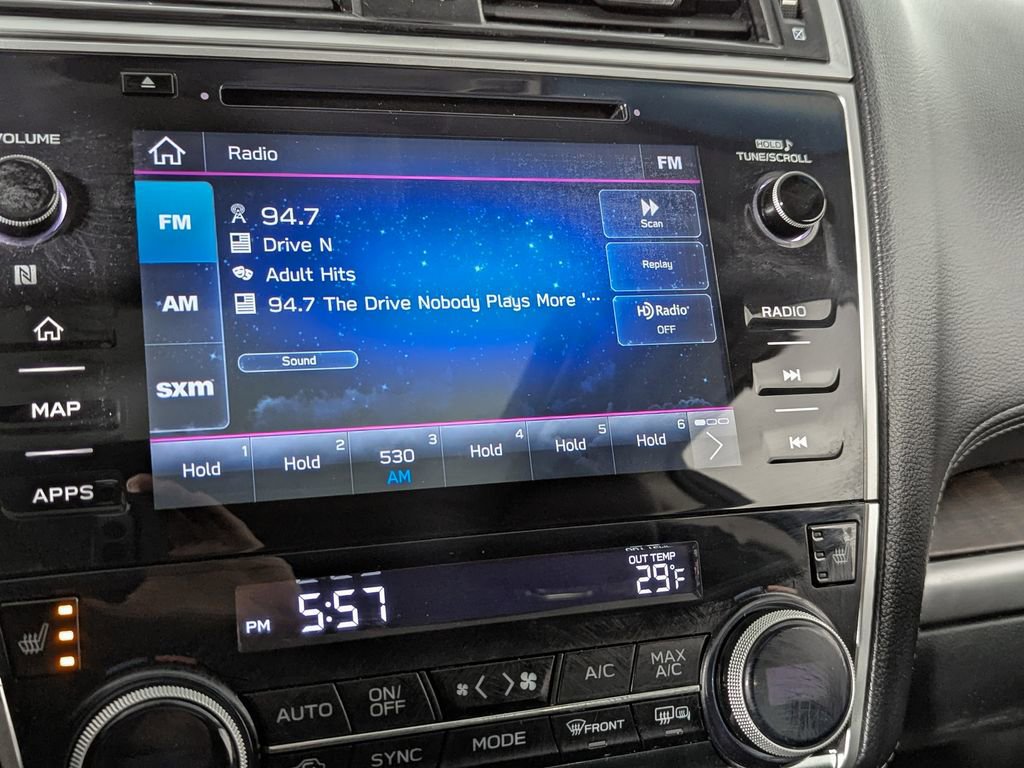 VOLUME
Radio
FM
HOLD
TUNE/SCROLL
FM
94.7
Scan
Drive N
Replay
AM
Adult Hits
94.7 The Drive Nobody Plays More '...
HD Radio
OFF
RADIO
Sound
sxm
MAP
APPS
Hold 1
Hold 2
530 3
AM
Hold 4
Hold 5
Hold 6
OUT TEMP
29°F
PM 5:57
AUTO
ON/
OFF
A/C
MAX
A/C
SYNC
MODE
FRONT